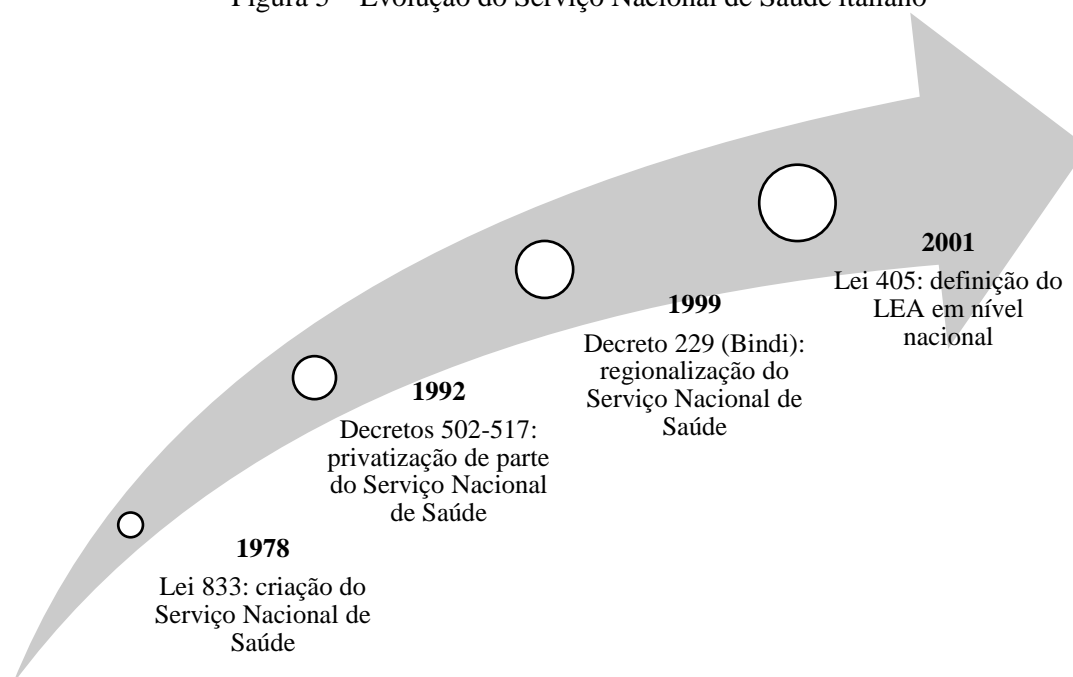 Figura 3 – Evolução do Serviço Nacional de Saúde Italiano
1978
Lei 833: criação do
Serviço Nacional de
Saúde
1992
Decretos 502-517:
privatização de parte
do Serviço Nacional
de Saúde
1999
Decreto 229 (Bindi):
regionalização do
Serviço Nacional de
Saúde
2001
Lei 405: definição do
LEA em nível
nacional